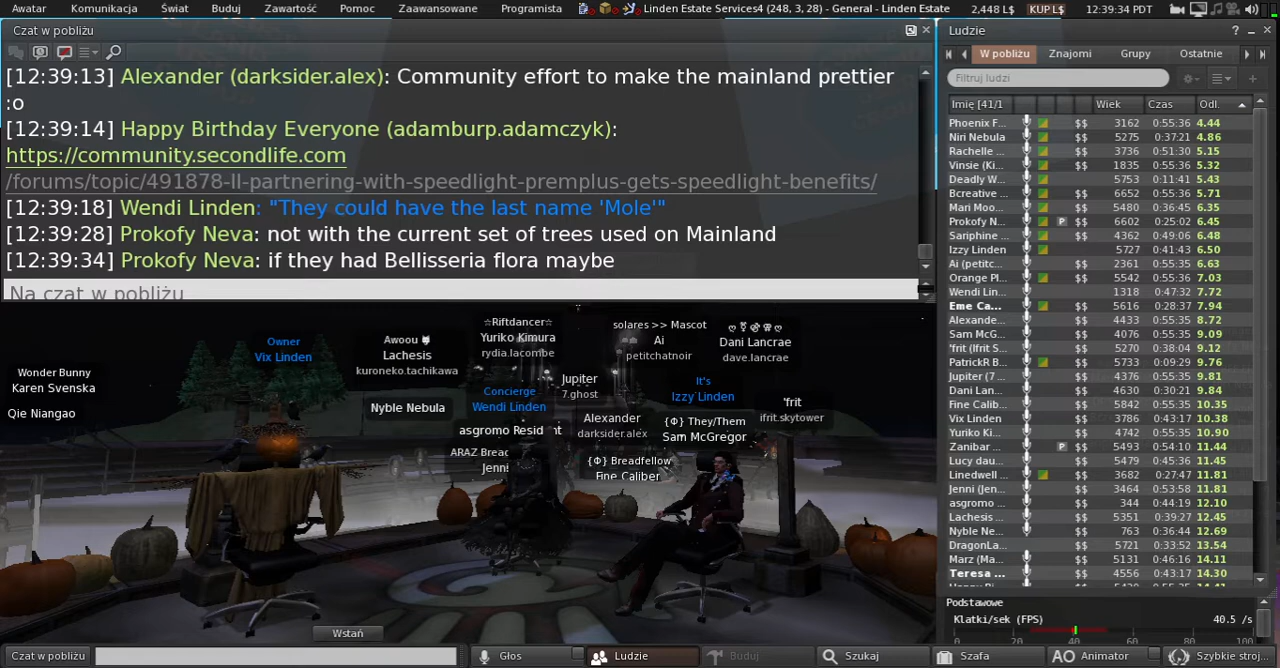 Awatar Komunikacja Świat Buduj Zawartość Pomoc Zaawansowane Programista Linden Estate Services4 (248, 3, 28) - General - Linden Estate 2,448 L$ KUP L$ 12:39:34 PDT
Czat w pobliżu
[12:39:13] Alexander (darksider.alex): Community effort to make the mainland prettier
:o
[12:39:14] Happy Birthday Everyone (adamburp.adamczyk):
https://community.secondlife.com
/forums/topic/491878-ll-partnering-with-speedlight-premplus-gets-speedlight-benefits/
[12:39:18] Wendi Linden: "They could have the last name 'Mole'"
[12:39:28] Prokofy Neva: not with the current set of trees used on Mainland
[12:39:34] Prokofy Neva: if they had Bellisseria flora maybe
Na czat w pobliżu
Owner
Vix Linden
Wonder Bunny
Karen Svenska
Qie Niangao
Awoou
Lachesis
kuroneko.tachikawa
Nyble Nebula
☆Riftdancer☆
Yuriko Kimura
rydia.lacombe
Concierge
Wendi Linden
asgromo Resid nt
ARAZ Bread
Jenni
Jupiter
7.ghost
Alexander
darksider.alex
{Φ} Breadfellow
Fine Caliber
solares >> Mascot
Ai
petitchatnoir
It's
Izzy Linden
{Φ} They/Them
Sam McGregor
Dani Lancrae
dave.lancrae
'frit
ifrit.skytower
Wstań
Ludzie
W pobliżu Znajomi Grupy Ostatnie
Filtruj ludzi
Imię [41/1 Wiek Czas Odl.
Phoenix F... $$ 3162 0:55:36 4.44
Niri Nebula $$ 5275 0:37:21 4.86
Rachelle ... $$ 3736 0:51:30 5.15
Vinsie (Ki... $$ 1835 0:55:36 5.32
Deadly W... 5753 0:11:41 5.43
Bcreative ... $$ 6652 0:55:36 5.71
Mari Moo... $$ 5480 0:36:45 6.35
Prokofy N... P $$ 6602 0:25:02 6.45
Sariphine ... $$ 4362 0:49:06 6.48
Izzy Linden 5727 0:41:43 6.50
Ai (petitc... $$ 2361 0:55:35 6.63
Orange Pl... $$ 5542 0:55:36 7.03
Wendi Lin... 1318 0:47:32 7.72
Eme Ca... $$ 5616 0:28:37 7.94
Alexande... 4433 0:55:35 8.72
Sam McG... $$ 4076 0:55:35 9.09
'frit (Ifrit S... $$ 5270 0:38:04 9.12
PatrickR B... $$ 5733 0:09:29 9.76
Jupiter (7 ... $$ 4376 0:55:35 9.81
Dani Lan... $$ 4630 0:30:21 9.84
Fine Calib... $$ 5842 0:55:35 10.35
Vix Linden $$ 3786 0:43:17 10.38
Yuriko Ki... $$ 4742 0:55:35 10.90
Zanibar ... P $$ 5493 0:54:10 11.44
Lucy dau... $$ 5479 0:45:36 11.45
Linedwell ... $$ 3682 0:27:47 11.81
Jenni (Jen... $$ 3464 0:53:58 11.81
asgromo ... $$ 344 0:44:19 12.10
Lachesis ... $$ 5351 0:39:27 12.45
Nyble Ne... $$ 763 0:36:44 12.69
DragonLa... 5721 0:33:52 13.54
Marz (Ma... $$ 5131 0:46:16 14.11
Teresa ... $$ 4556 0:43:17 14.30
Podstawowe
Klatki/sek (FPS) 40.5 /s
0 20 40 60 80 100
Czat w pobliżu Głos Ludzie Buduj Szukaj Szafa AO Animator Szybkie stroj...